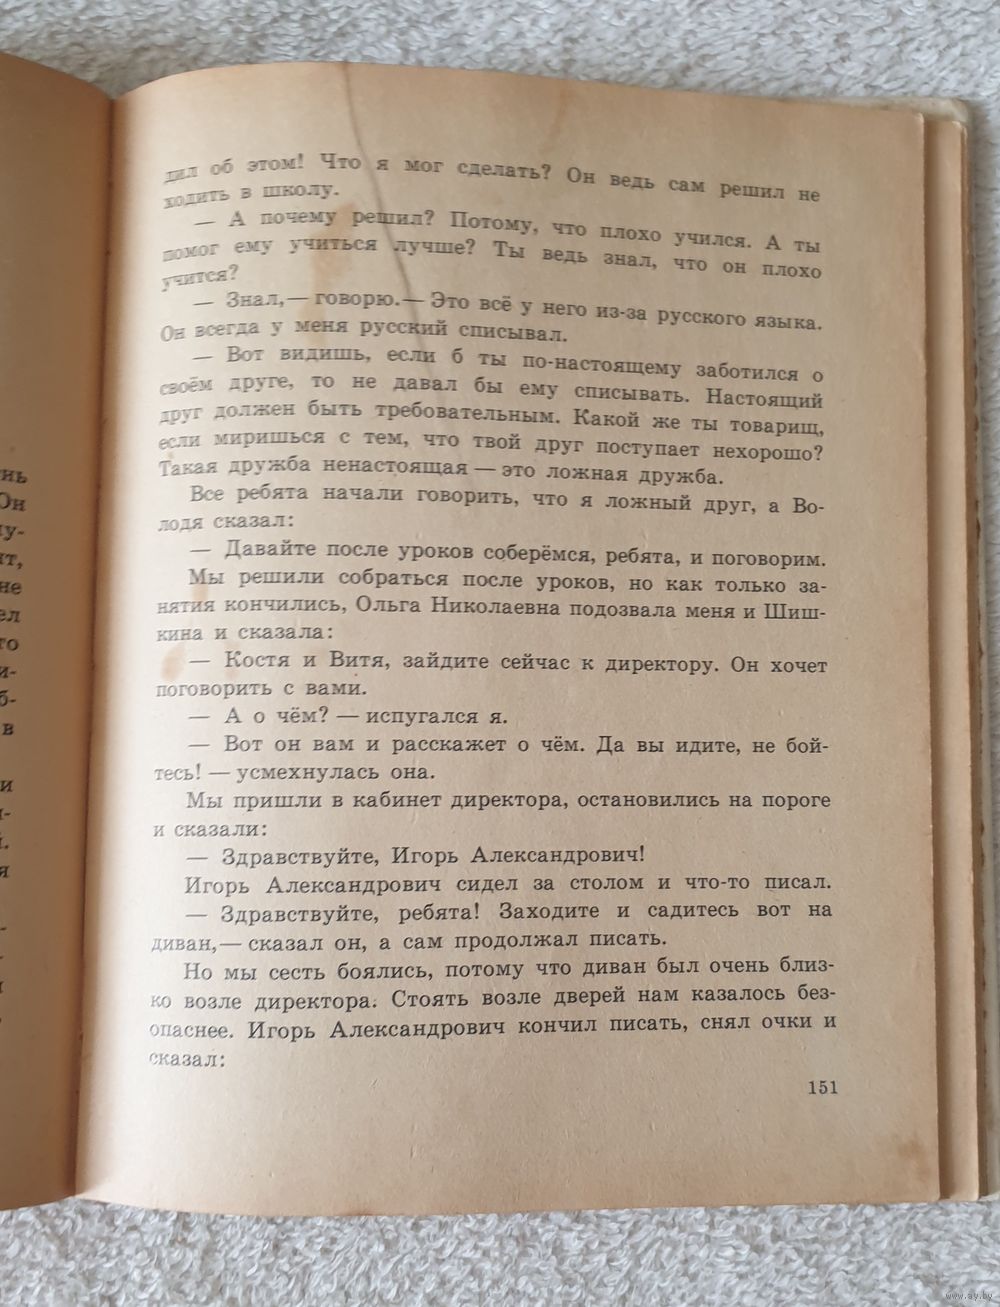 нь
Он
у-
ит,
не
ел
го
и-
б-
в
и
й.
я
дил об этом! Что я мог сделать? Он ведь сам решил не
ходить в школу.
— А почему решил? Потому, что плохо учился. А ты
помог ему учиться лучше? Ты ведь знал, что он плохо
учится?
— Знал,— говорю.— Это всё у него из-за русского языка.
Он всегда у меня русский списывал.
— Вот видишь, если б ты по-настоящему заботился о
своём друге, то не давал бы ему списывать. Настоящий
друг должен быть требовательным. Какой же ты товарищ,
если миришься с тем, что твой друг поступает нехорошо?
Такая дружба ненастоящая — это ложная дружба.
Все ребята начали говорить, что я ложный друг, а Во-
лодя сказал:
— Давайте после уроков соберёмся, ребята, и поговорим.
Мы решили собраться после уроков, но как только за-
нятия кончились, Ольга Николаевна подозвала меня и Шиш-
кина и сказала:
— Костя и Витя, зайдите сейчас к директору. Он хочет
поговорить с вами.
— А о чём? — испугался я.
— Вот он вам и расскажет о чём. Да вы идите, не бой-
тесь! — усмехнулась она.
Мы пришли в кабинет директора, остановились на пороге
и сказали:
— Здравствуйте, Игорь Александрович!
Игорь Александрович сидел за столом и что-то писал.
— Здравствуйте, ребята! Заходите и садитесь вот на
диван,— сказал он, а сам продолжал писать.
Но мы сесть боялись, потому что диван был очень близ-
ко возле директора. Стоять возле дверей нам казалось без-
опаснее. Игорь Александрович кончил писать, снял очки и
сказал:
151
www.ay.by